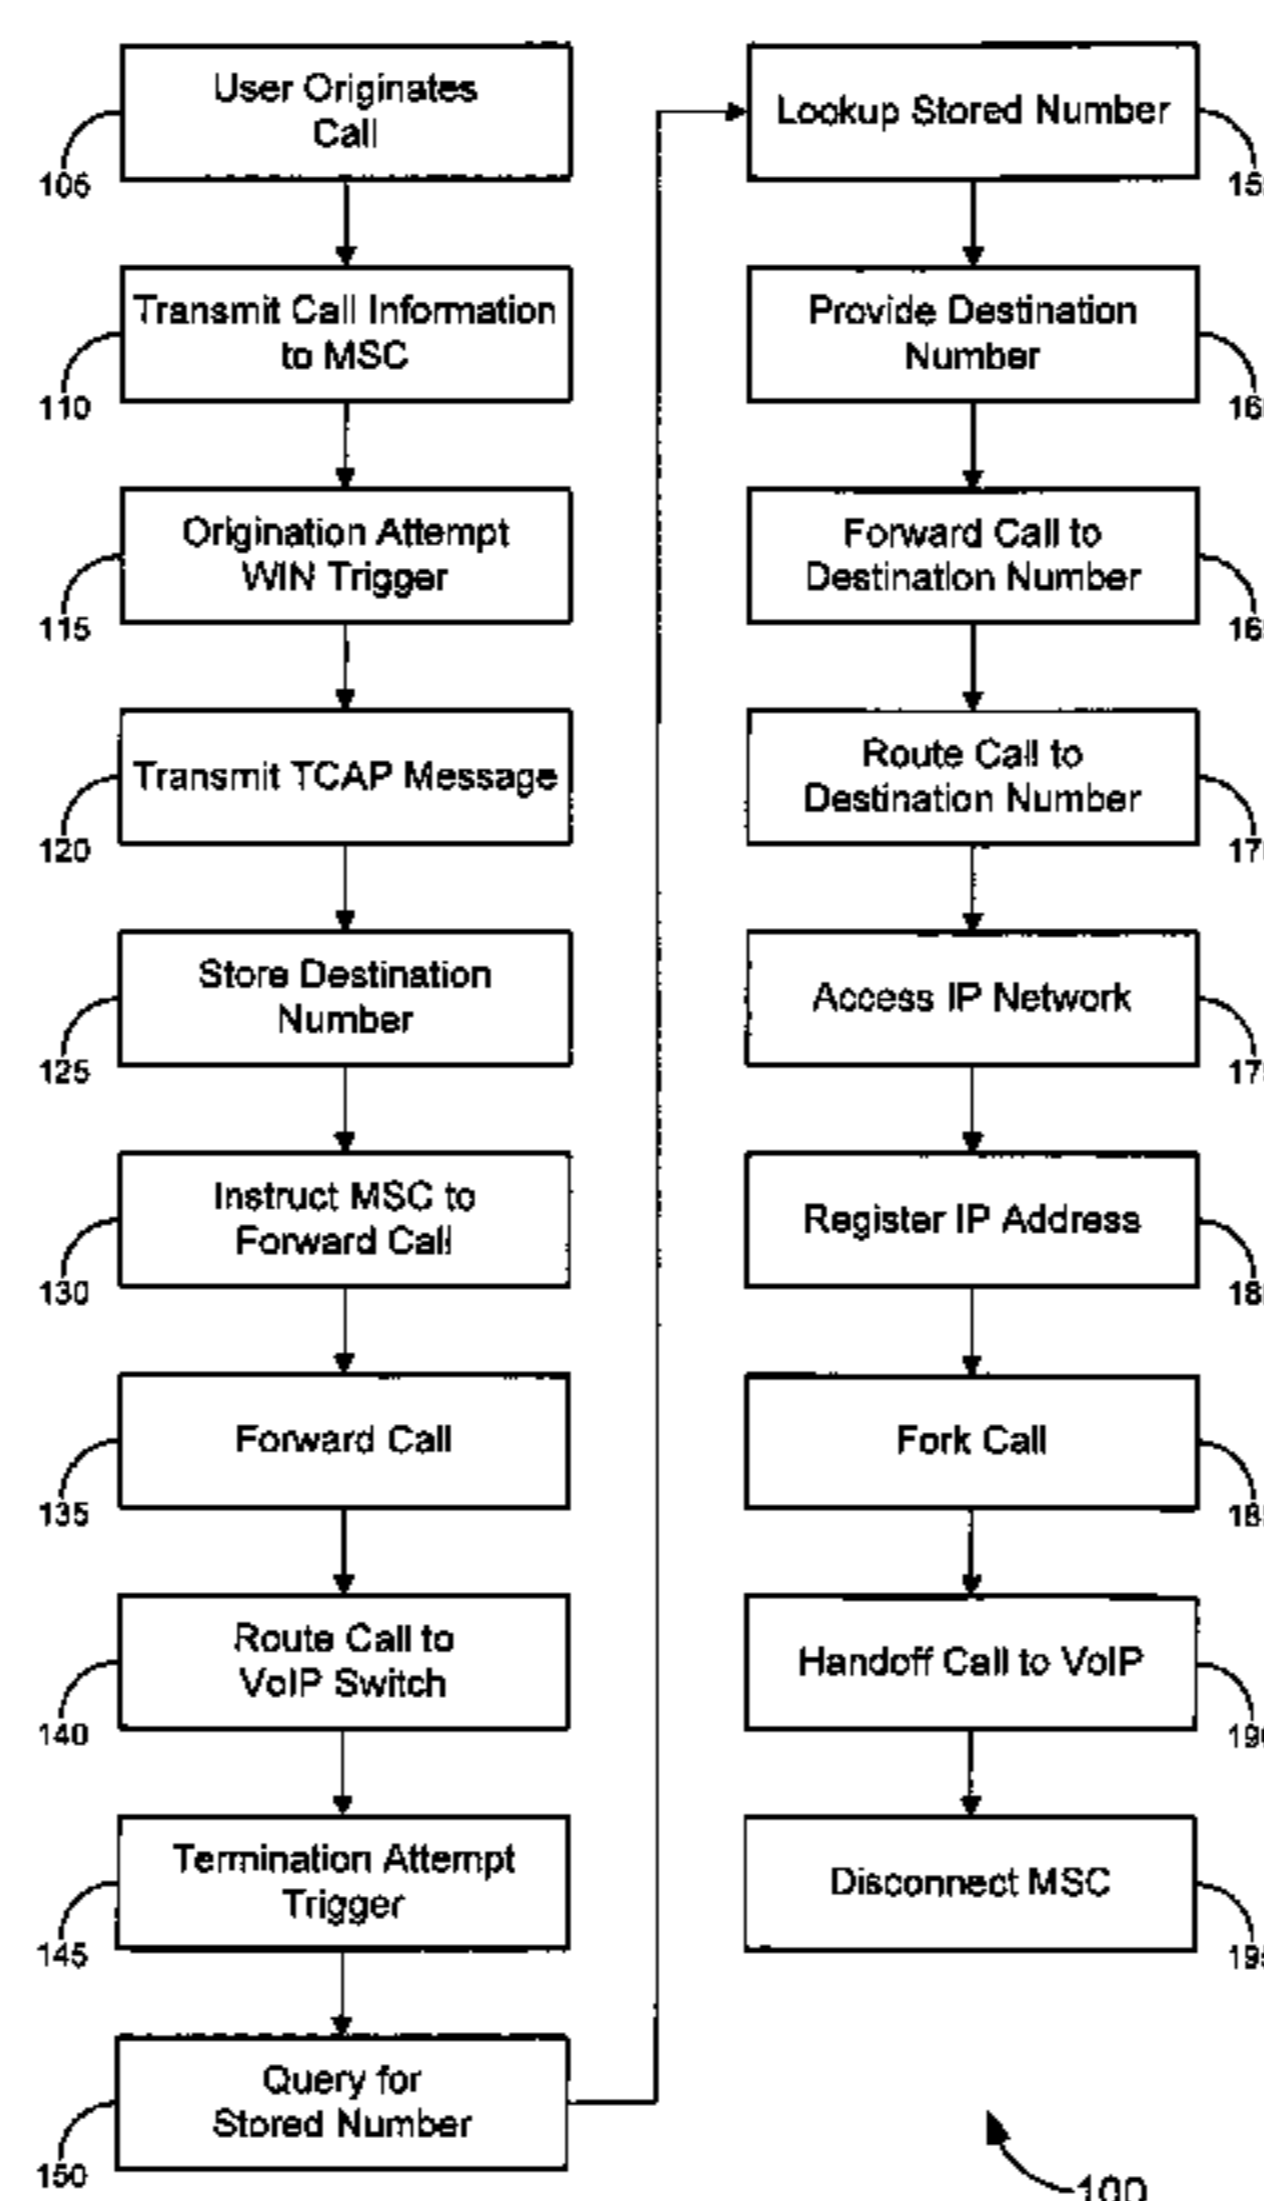 User Originates
Call
105
Transmit Call Information
to MSC
110
Origination Attempt
WIN Trigger
115
Transmit TCAP Message
120
Store Destination
Number
125
Instruct MSC to
Forward Call
130
Forward Call
135
Route Call to
VoIP Switch
140
Termination Attempt
Trigger
145
Query for
Stored Number
150
Lookup Stored Number
Provide Destination
Number
Forward Call to
Destination Number
Route Call to
Destination Number
Access IP Network
Register IP Address
Fork Call
Handoff Call to VoIP
Disconnect MSC
100